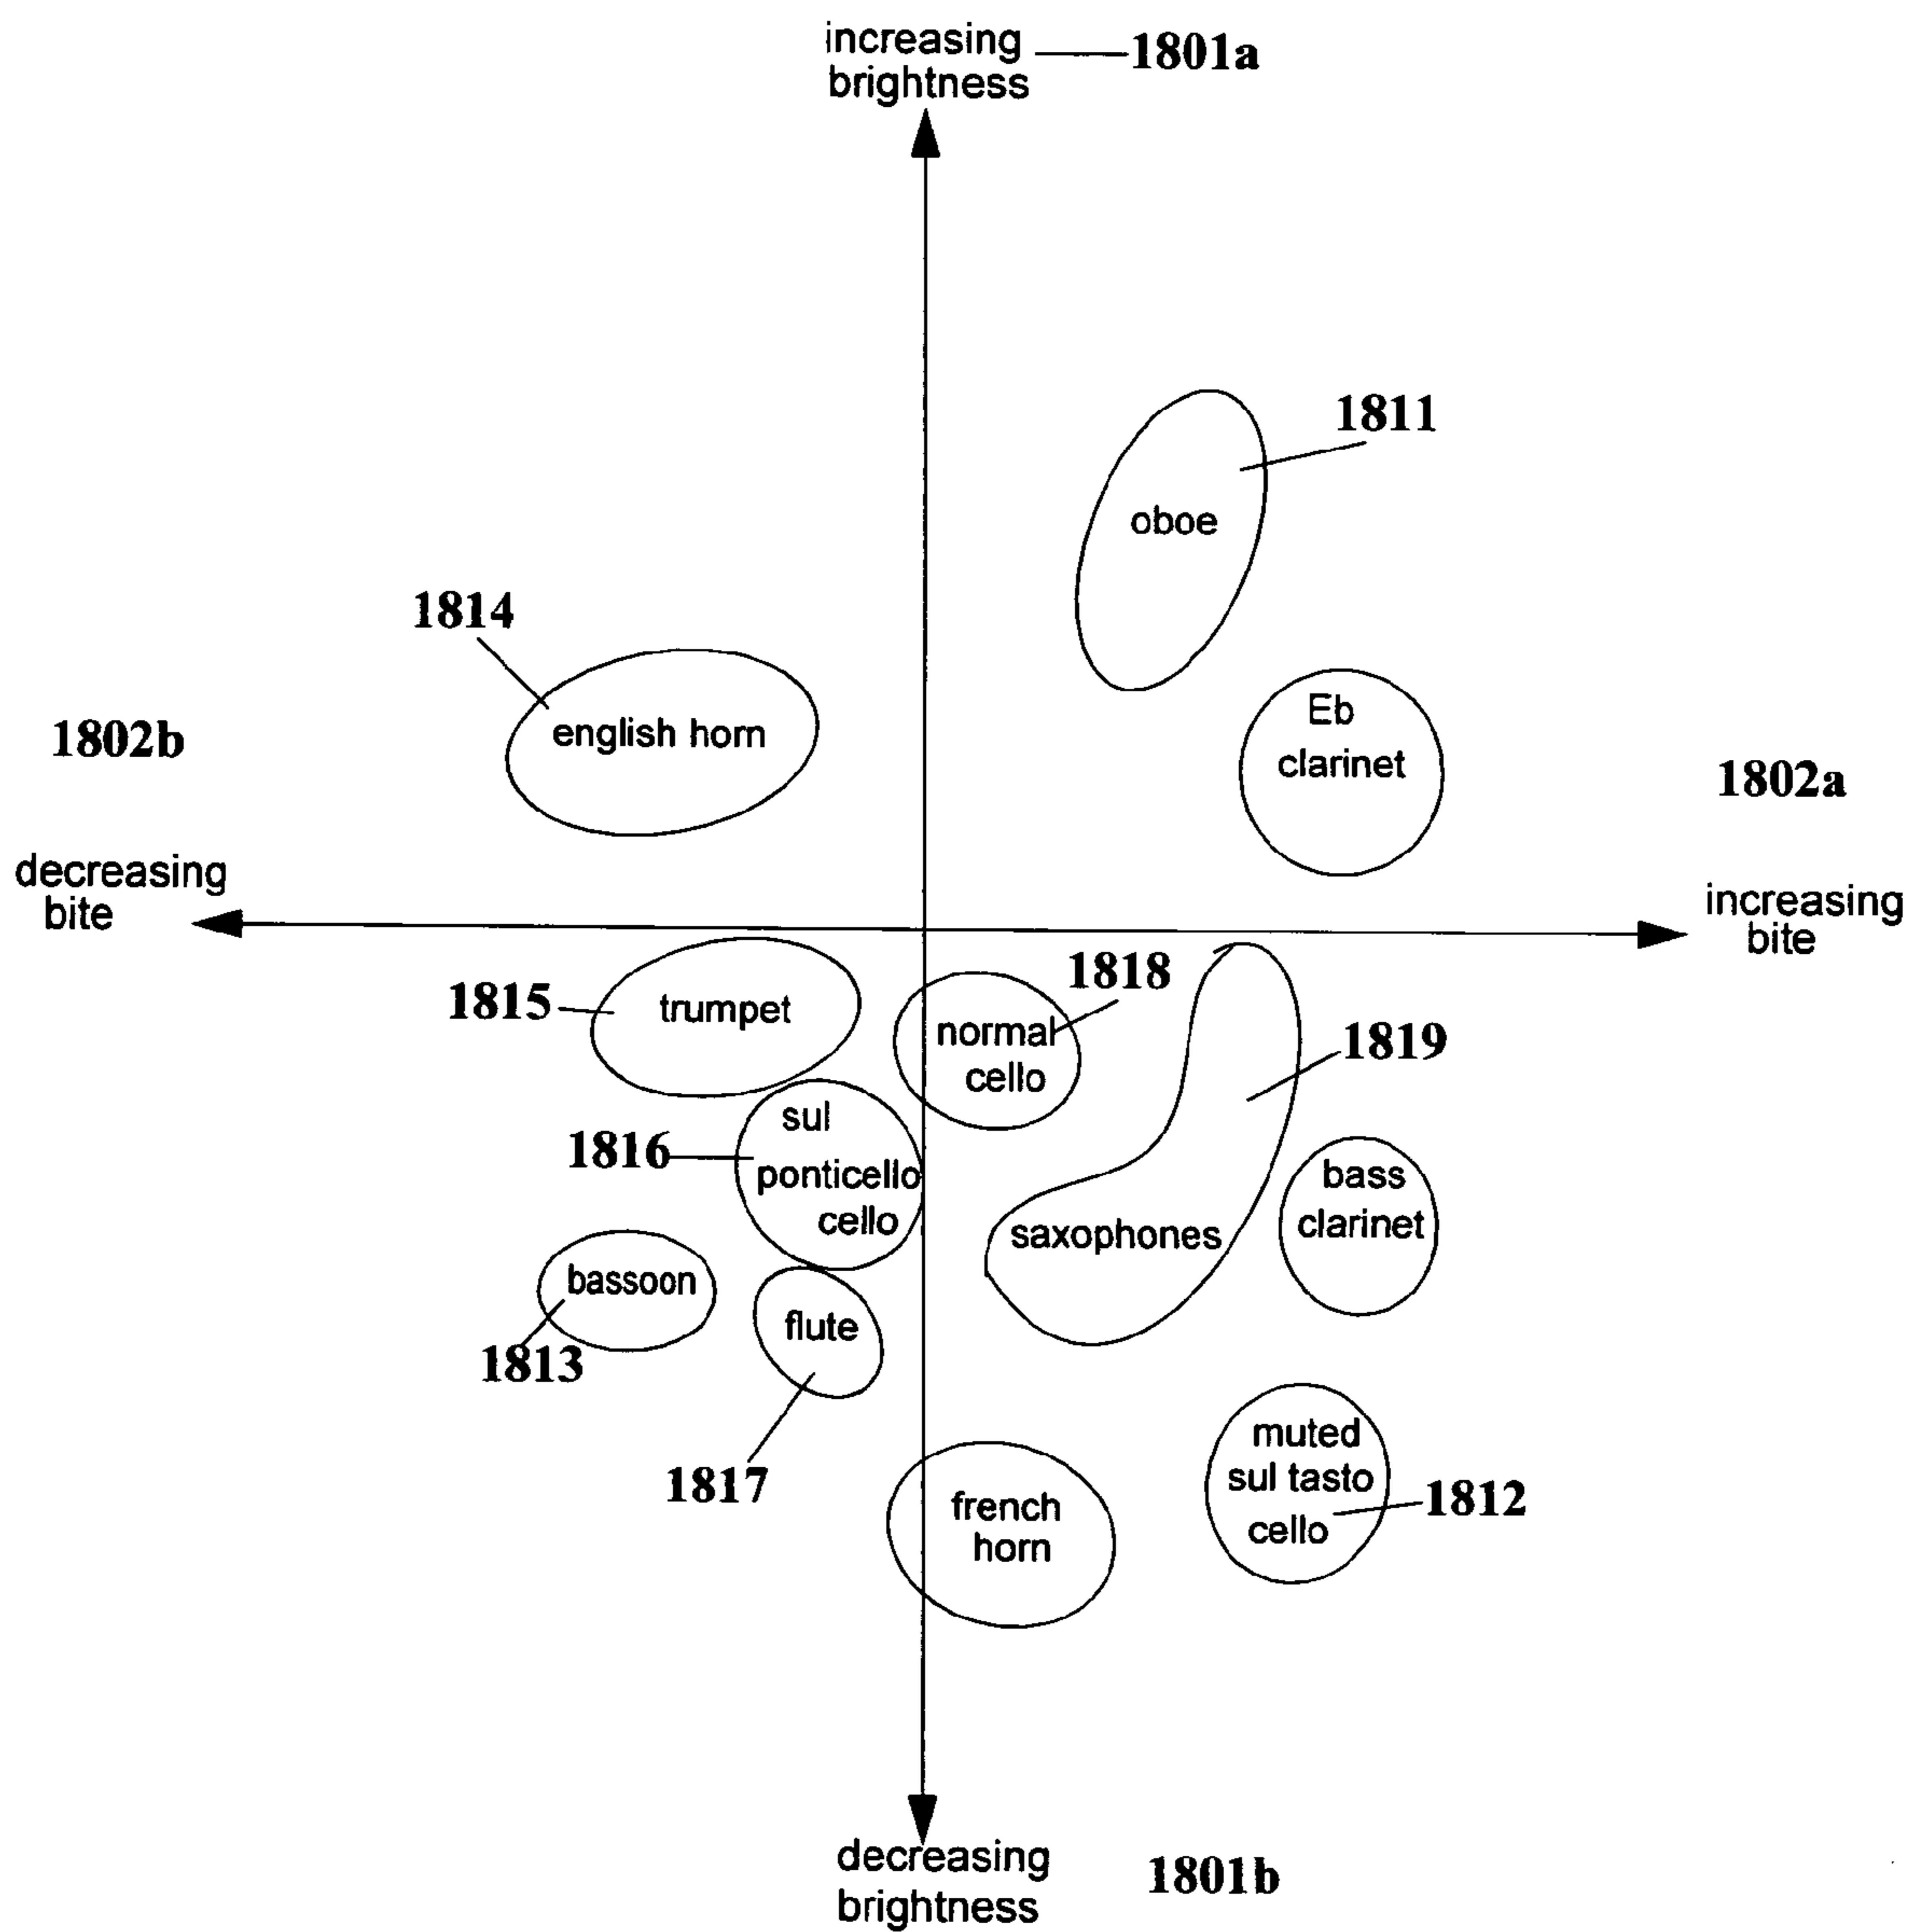 increasing
brightness
1801a
1811
oboe
1814
english horn
Eb
clarinet
1802b
1802a
decreasing
bite
increasing
bite
1818
1815
trumpet
normal
cello
1819
sul
ponticello
cello
1816
bass
clarinet
saxophones
bassoon
1813
flute
1817
muted
sul tasto
cello
1812
french
horn
decreasing
brightness
1801b